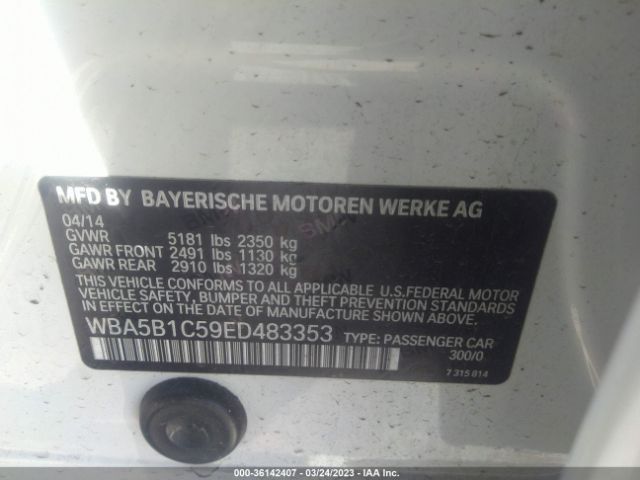 MFD BY BAYERISCHE MOTOREN WERKE AG
04/14
GVWR 5181 lbs 2350 kg
GAWR FRONT 2491 lbs 1130 kg
GAWR REAR 2910 lbs 1320 kg
THIS VEHICLE CONFORMS TO ALL APPLICABLE U.S.FEDERAL MOTOR
VEHICLE SAFETY, BUMPER, AND THEFT PREVENTION STANDARDS
IN EFFECT ON THE DATE OF MANUFACTURE SHOWN ABOVE.
WBA5B1C59ED483353 TYPE: PASSENGER CAR
300/0
7 315 814
000-36142407 - 03/24/2023 - IAA Inc.